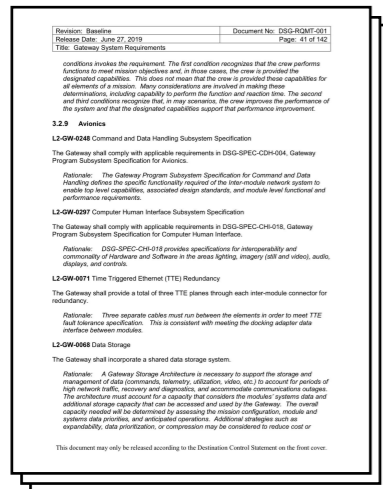 Revision: Baseline Document No: DSG-RQMT-001
Release Date: June 27, 2019 Page: 41 of 142
Title: Gateway System Requirements
conditions invokes the requirement. The first condition recognizes that the crew performs
functions to meet mission objectives and, in those cases, the crew is provided the
designated capabilities. This does not mean that the crew is provided these capabilities for
all elements of a mission. Many considerations are involved in making these
determinations, including capability to perform the function and reaction time. The second
and third conditions recognize that, in may scenarios, the crew improves the performance of
the system and that the designated capabilities support that performance improvement.
3.2.9 Avionics
L2-GW-0248 Command and Data Handling Subsystem Specification
The Gateway shall comply with applicable requirements in DSG-SPEC-CDH-004, Gateway
Program Subsystem Specification for Avionics.
Rationale: The Gateway Program Subsystem Specification for Command and Data
Handling defines the specific functionality required of the Inter-module network system to
enable top level capabilities, associated design standards, and module level functional and
performance requirements.
L2-GW-0297 Computer Human Interface Subsystem Specification
The Gateway shall comply with applicable requirements in DSG-SPEC-CHI-018, Gateway
Program Subsystem Specification for Computer Human Interface.
Rationale: DSG-SPEC-CHI-018 provides specifications for interoperability and
commonality of Hardware and Software in the areas lighting, imagery (still and video), audio,
displays, and controls.
L2-GW-0071 Time Triggered Ethernet (TTE) Redundancy
The Gateway shall provide a total of three TTE planes through each inter-module connector for
redundancy.
Rationale: Three separate cables must run between the elements in order to meet TTE
fault tolerance specification. This is consistent with meeting the docking adapter data
interface between modules.
L2-GW-0068 Data Storage
The Gateway shall incorporate a shared data storage system.
Rationale: A Gateway Storage Architecture is necessary to support the storage and
management of data (commands, telemetry, utilization, video, etc.) to account for periods of
high network traffic, recovery and diagnostics, and accommodate communications outages.
The architecture must account for a capacity that considers the modules' systems data and
additional storage capacity that can be accessed and used by the Gateway. The overall
capacity needed will be determined by assessing the mission configuration, module and
systems data priorities, and anticipated operations. Additional strategies such as
expandability, data prioritization, or compression may be considered to reduce cost or
This document may only be released according to the Destination Control Statement on the front cover.